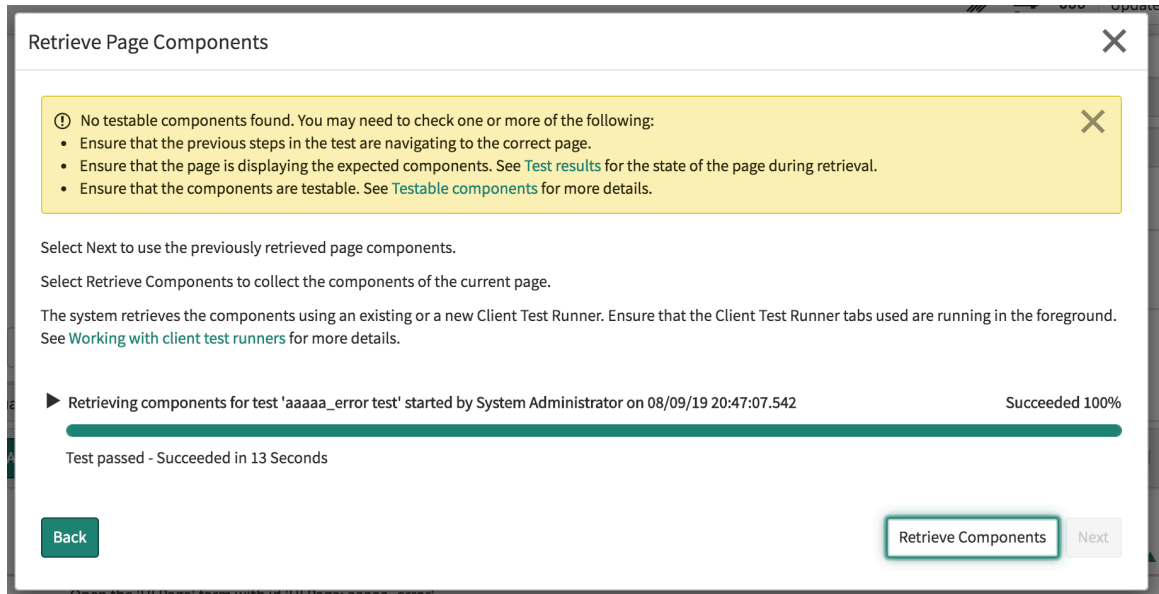 Update
Retrieve Page Components
No testable components found. You may need to check one or more of the following:
• Ensure that the previous steps in the test are navigating to the correct page.
• Ensure that the page is displaying the expected components. See Test results for the state of the page during retrieval.
• Ensure that the components are testable. See Testable components for more details.
Select Next to use the previously retrieved page components.
Select Retrieve Components to collect the components of the current page.
The system retrieves the components using an existing or a new Client Test Runner. Ensure that the Client Test Runner tabs used are running in the foreground.
See Working with client test runners for more details.
Retrieving components for test 'aaaaa_error test' started by System Administrator on 08/09/19 20:47:07.542 Succeeded 100%
Test passed - Succeeded in 13 Seconds
Back Retrieve Components Next